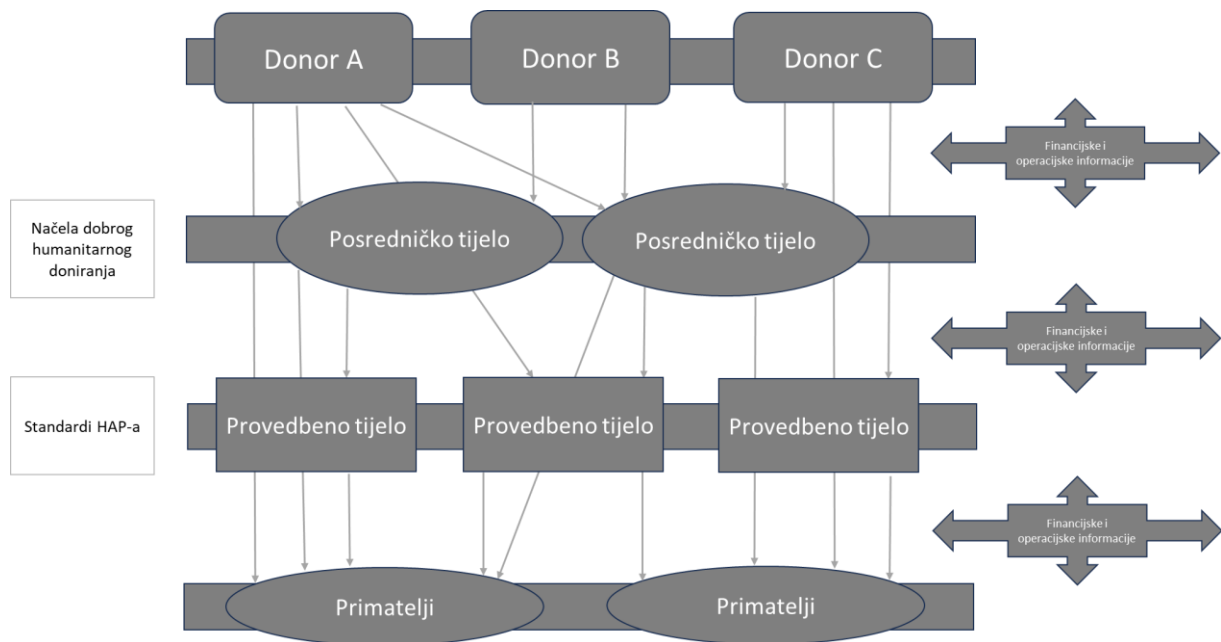 Donor A
Donor B
Donor C
Financijske i
operacijske informacije
Načela dobrog
humanitarnog
doniranja
Posredničko tijelo
Posredničko tijelo
Financijske i
operacijske informacije
Standardi HAP-a
Provedbeno tijelo
Provedbeno tijelo
Provedbeno tijelo
Financijske i
operacijske informacije
Primatelji
Primatelji